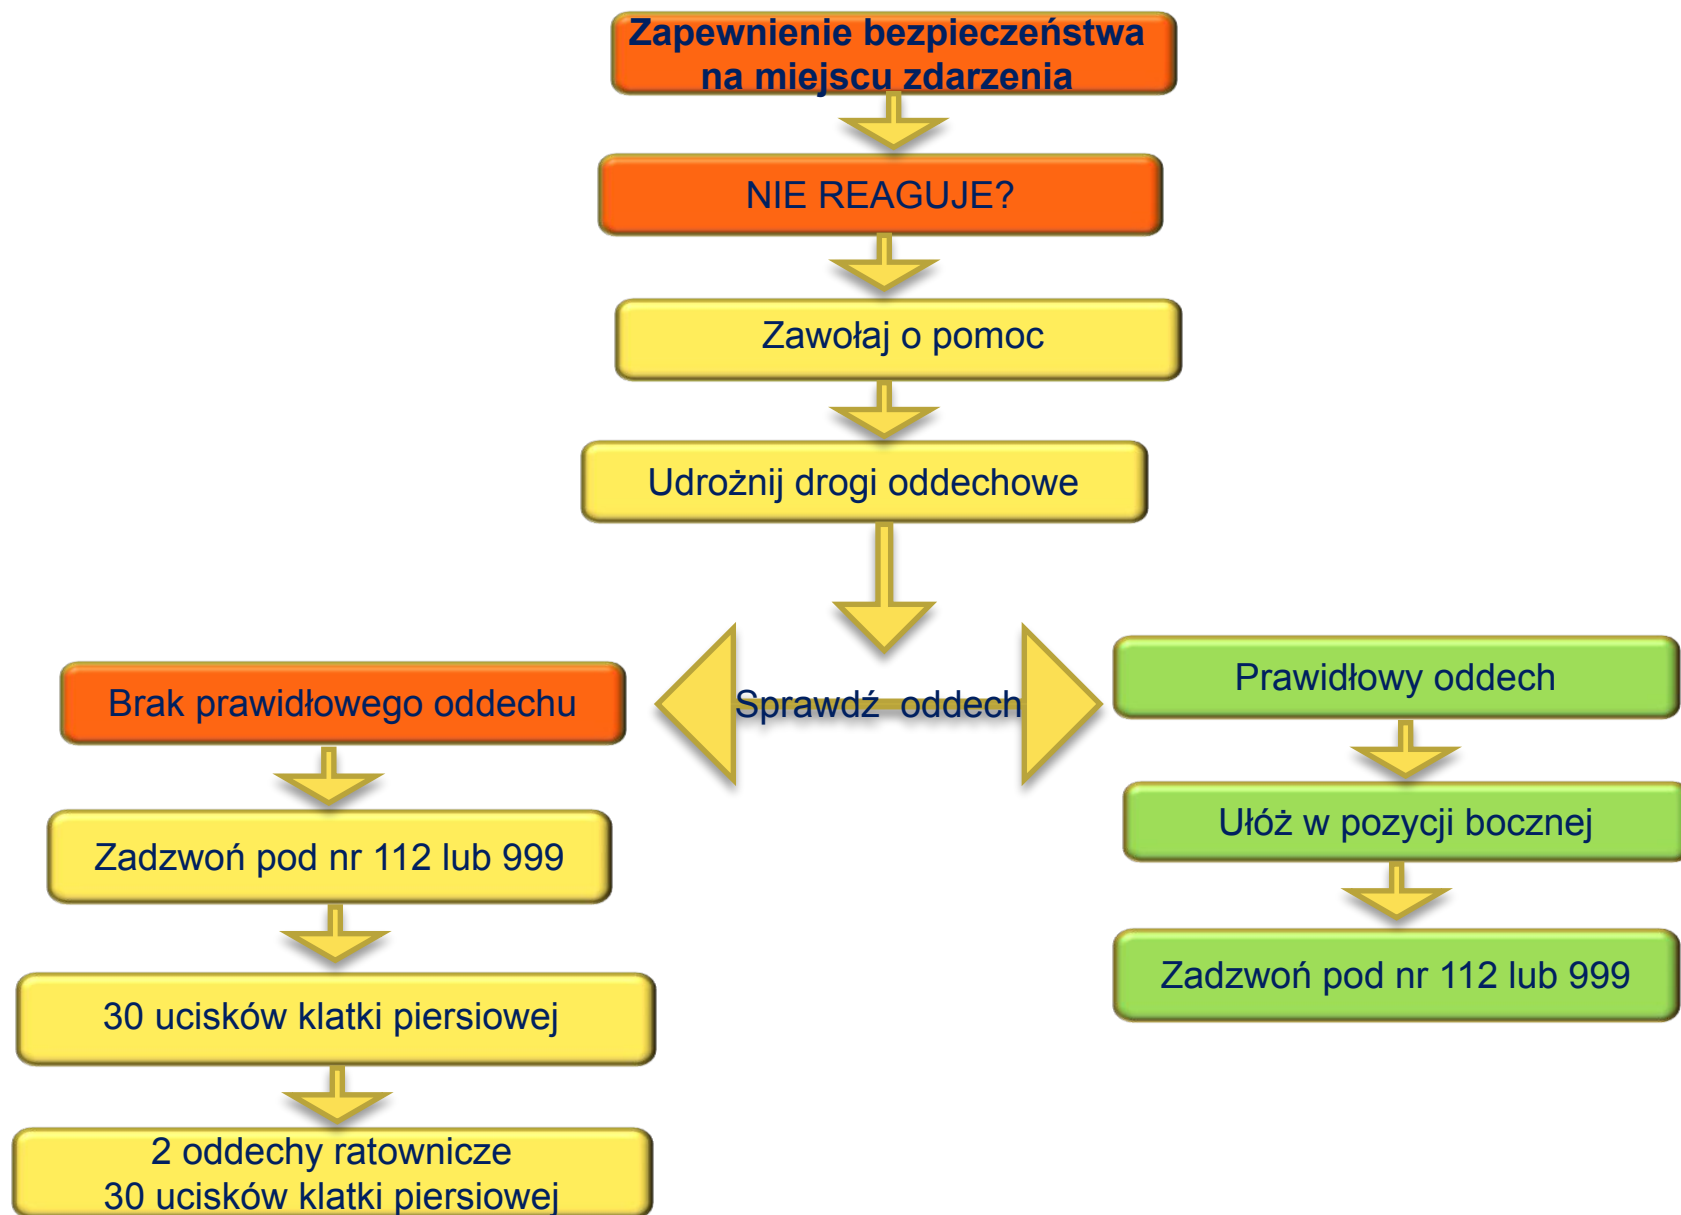 Zapewnienie bezpieczeństwa
na miejscu zdarzenia
NIE REAGUJE?
Zawołaj o pomoc
Udrożnij drogi oddechowe
Sprawdź oddech
Brak prawidłowego oddechu
Zadzwoń pod nr 112 lub 999
30 ucisków klatki piersiowej
2 oddechy ratownicze
30 ucisków klatki piersiowej
Prawidłowy oddech
Ułóż w pozycji bocznej
Zadzwoń pod nr 112 lub 999